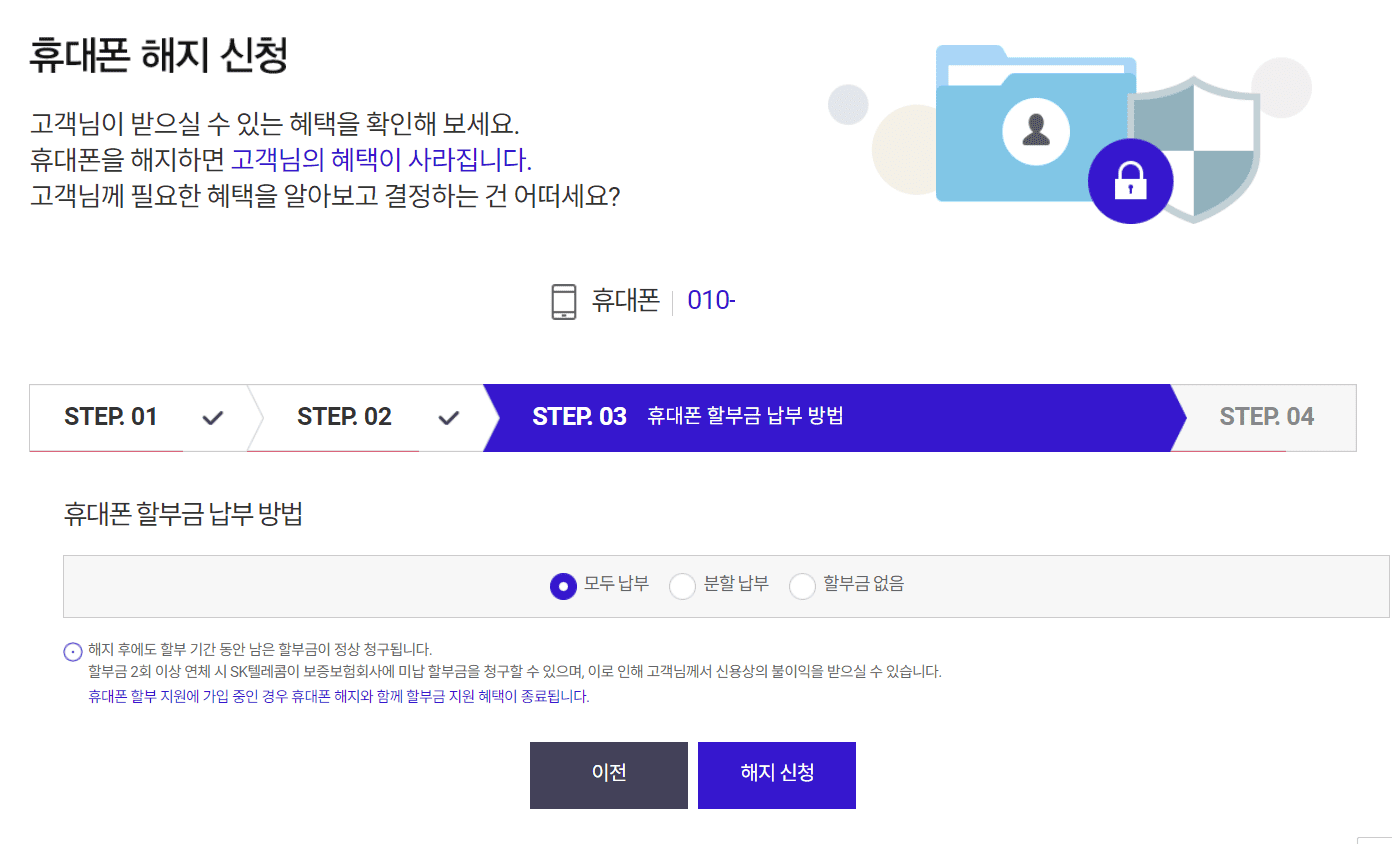 휴대폰 해지 신청
고객님이 받으실 수 있는 혜택을 확인해 보세요.
휴대폰을 해지하면 고객님의 혜택이 사라집니다.
고객님께 필요한 혜택을 알아보고 결정하는 건 어떠세요?
휴대폰 010-
STEP. 01 STEP. 02 STEP. 03 휴대폰 할부금 납부 방법 STEP. 04
휴대폰 할부금 납부 방법
모두 납부 분할 납부 할부금 없음
해지 후에도 할부 기간 동안 남은 할부금이 정상 청구됩니다.
할부금 2회 이상 연체 시 SK텔레콤이 보증보험회사에 미납 할부금을 청구할 수 있으며, 이로 인해 고객님께서 신용상의 불이익을 받으실 수 있습니다.
휴대폰 할부 지원에 가입 중인 경우 휴대폰 해지와 함께 할부금 지원 혜택이 종료됩니다.
이전 해지 신청